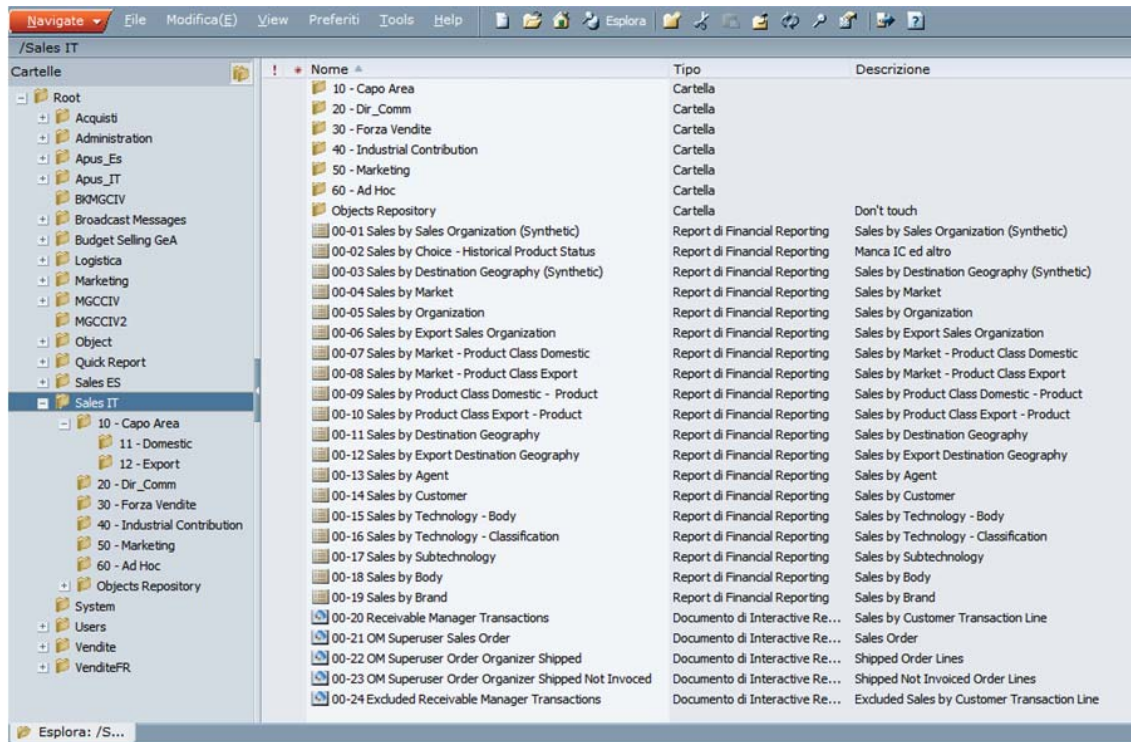 Navigate File Modifica(E) View Preferiti Tools Help Esplora
/Sales IT
Cartelle
Root
Acquisti
Administration
Apus_Es
Apus_IT
BKMGCIV
Broadcast Messages
Budget Selling GeA
Logistica
Marketing
MGCCIV
MGCCIV2
Object
Quick Report
Sales ES
Sales IT
10 - Capo Area
11 - Domestic
12 - Export
20 - Dir_Comm
30 - Forza Vendite
40 - Industrial Contribution
50 - Marketing
60 - Ad Hoc
Objects Repository
System
Users
Vendite
VenditeFR
! * Nome Tipo Descrizione
10 - Capo Area Cartella
20 - Dir_Comm Cartella
30 - Forza Vendite Cartella
40 - Industrial Contribution Cartella
50 - Marketing Cartella
60 - Ad Hoc Cartella
Objects Repository Cartella Don't touch
00-01 Sales by Sales Organization (Synthetic) Report di Financial Reporting Sales by Sales Organization (Synthetic)
00-02 Sales by Choice - Historical Product Status Report di Financial Reporting Manca IC ed altro
00-03 Sales by Destination Geography (Synthetic) Report di Financial Reporting Sales by Destination Geography (Synthetic)
00-04 Sales by Market Report di Financial Reporting Sales by Market
00-05 Sales by Organization Report di Financial Reporting Sales by Organization
00-06 Sales by Export Sales Organization Report di Financial Reporting Sales by Export Sales Organization
00-07 Sales by Market - Product Class Domestic Report di Financial Reporting Sales by Market - Product Class Domestic
00-08 Sales by Market - Product Class Export Report di Financial Reporting Sales by Market - Product Class Export
00-09 Sales by Product Class Domestic - Product Report di Financial Reporting Sales by Product Class Domestic - Product
00-10 Sales by Product Class Export - Product Report di Financial Reporting Sales by Product Class Export - Product
00-11 Sales by Destination Geography Report di Financial Reporting Sales by Destination Geography
00-12 Sales by Export Destination Geography Report di Financial Reporting Sales by Export Destination Geography
00-13 Sales by Agent Report di Financial Reporting Sales by Agent
00-14 Sales by Customer Report di Financial Reporting Sales by Customer
00-15 Sales by Technology - Body Report di Financial Reporting Sales by Technology - Body
00-16 Sales by Technology - Classification Report di Financial Reporting Sales by Technology - Classification
00-17 Sales by Subtechnology Report di Financial Reporting Sales by Subtechnology
00-18 Sales by Body Report di Financial Reporting Sales by Body
00-19 Sales by Brand Report di Financial Reporting Sales by Brand
00-20 Receivable Manager Transactions Documento di Interactive Re... Sales by Customer Transaction Line
00-21 OM Superuser Sales Order Documento di Interactive Re... Sales Order
00-22 OM Superuser Order Organizer Shipped Documento di Interactive Re... Shipped Order Lines
00-23 OM Superuser Order Organizer Shipped Not Invoced Documento di Interactive Re... Shipped Not Invoiced Order Lines
00-24 Excluded Receivable Manager Transactions Documento di Interactive Re... Excluded Sales by Customer Transaction Line
Esplora: /S...